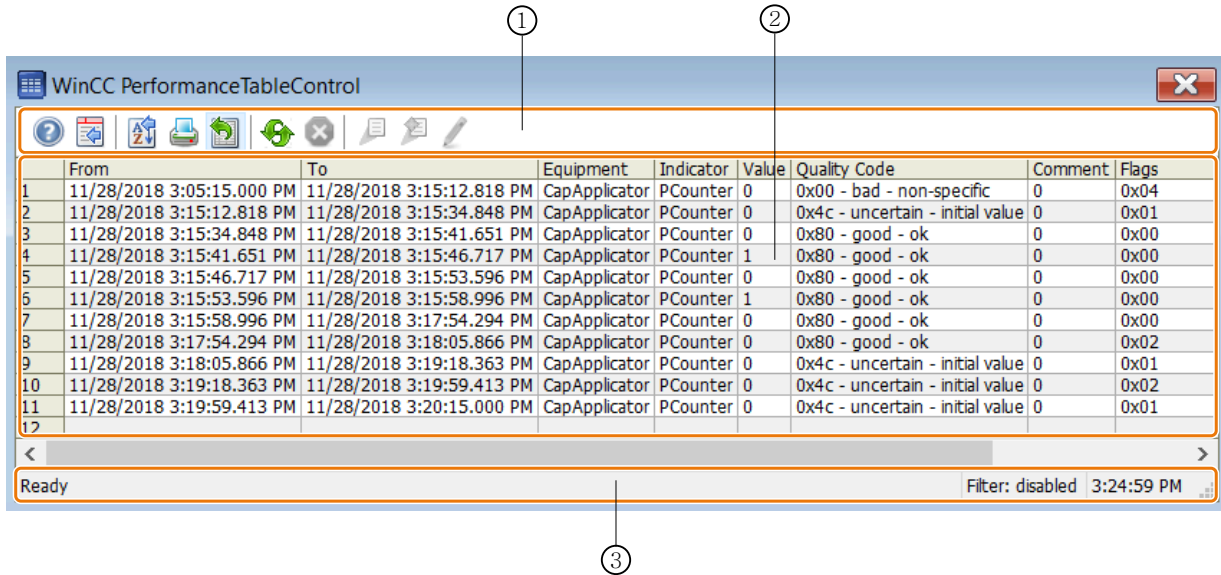 ① ②
WinCC PerformanceTableControl
From To Equipment Indicator Value Quality Code Comment Flags
1 11/28/2018 3:05:15.000 PM 11/28/2018 3:15:12.818 PM CapApplicator PCounter 0 0x00 - bad - non-specific 0 0x04
2 11/28/2018 3:15:12.818 PM 11/28/2018 3:15:34.848 PM CapApplicator PCounter 0 0x4c - uncertain - initial value 0 0x01
3 11/28/2018 3:15:34.848 PM 11/28/2018 3:15:41.651 PM CapApplicator PCounter 0 0x80 - good - ok 0 0x00
4 11/28/2018 3:15:41.651 PM 11/28/2018 3:15:46.717 PM CapApplicator PCounter 1 0x80 - good - ok 0 0x00
5 11/28/2018 3:15:46.717 PM 11/28/2018 3:15:53.596 PM CapApplicator PCounter 0 0x80 - good - ok 0 0x00
6 11/28/2018 3:15:53.596 PM 11/28/2018 3:15:58.996 PM CapApplicator PCounter 1 0x80 - good - ok 0 0x00
7 11/28/2018 3:15:58.996 PM 11/28/2018 3:17:54.294 PM CapApplicator PCounter 0 0x80 - good - ok 0 0x00
8 11/28/2018 3:17:54.294 PM 11/28/2018 3:18:05.866 PM CapApplicator PCounter 0 0x80 - good - ok 0 0x02
9 11/28/2018 3:18:05.866 PM 11/28/2018 3:19:18.363 PM CapApplicator PCounter 0 0x4c - uncertain - initial value 0 0x01
10 11/28/2018 3:19:18.363 PM 11/28/2018 3:19:59.413 PM CapApplicator PCounter 0 0x4c - uncertain - initial value 0 0x02
11 11/28/2018 3:19:59.413 PM 11/28/2018 3:20:15.000 PM CapApplicator PCounter 0 0x4c - uncertain - initial value 0 0x01
12
Ready Filter: disabled 3:24:59 PM
③